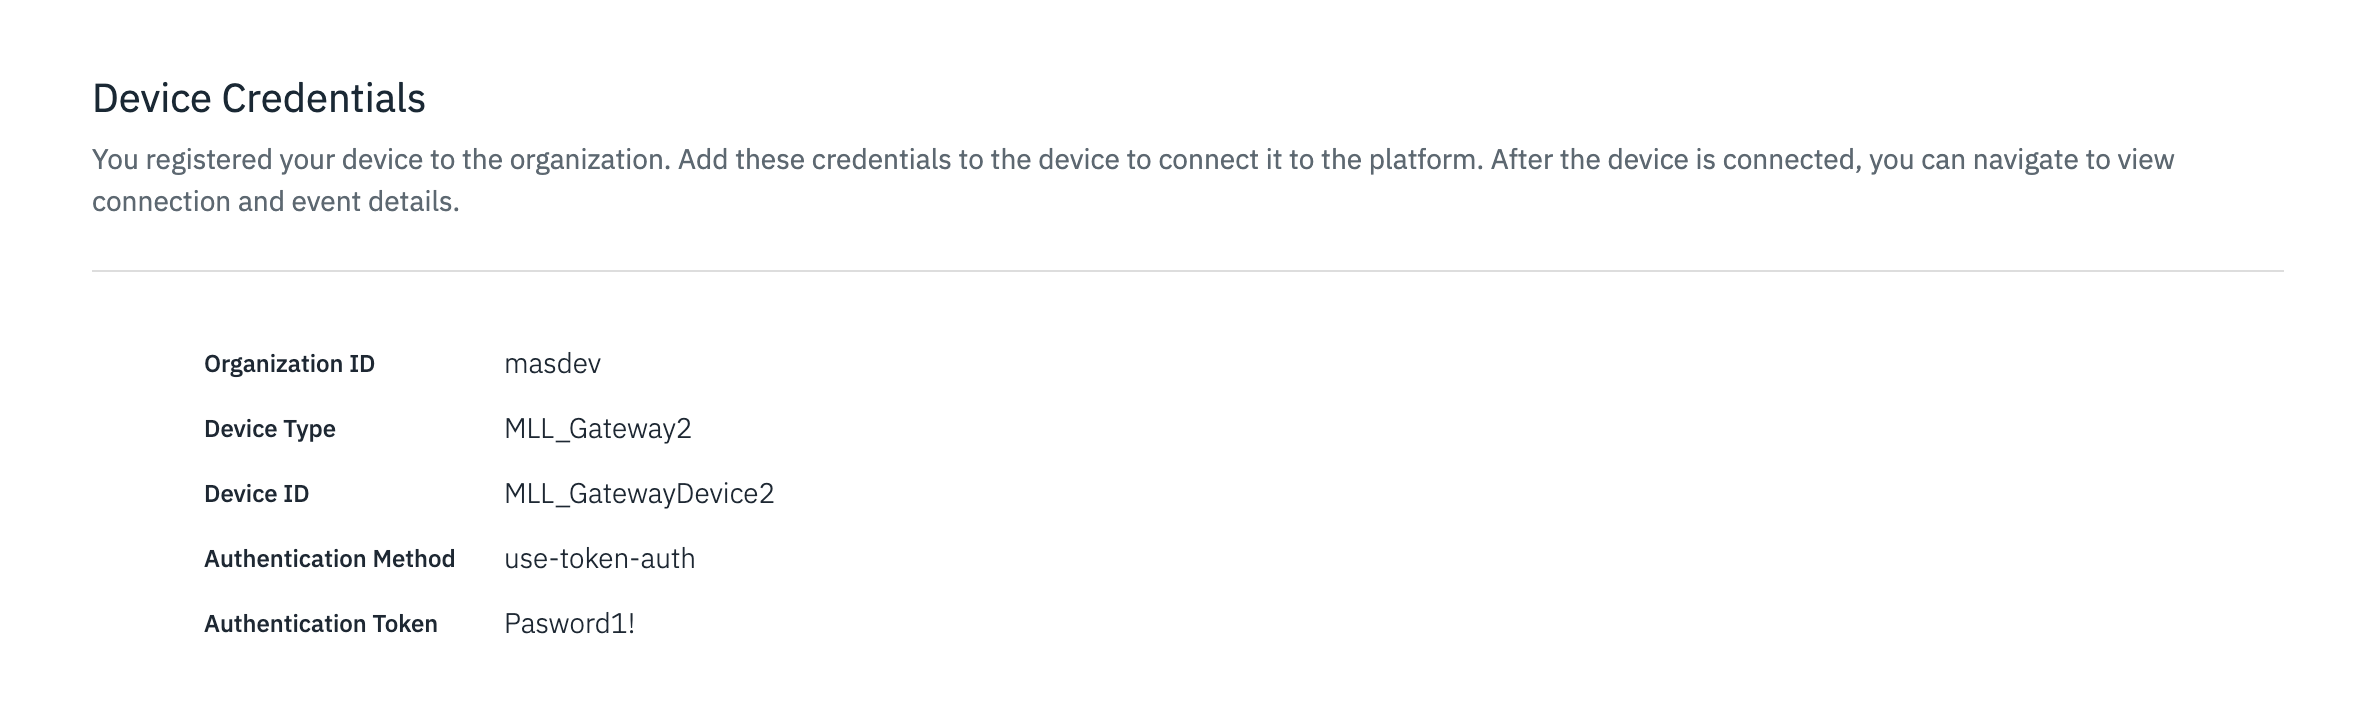 Device Credentials
You registered your device to the organization. Add these credentials to the device to connect it to the platform. After the device is connected, you can navigate to view
connection and event details.
Organization ID masdev
Device Type MLL_Gateway2
Device ID MLL_GatewayDevice2
Authentication Method use-token-auth
Authentication Token Pasword1!